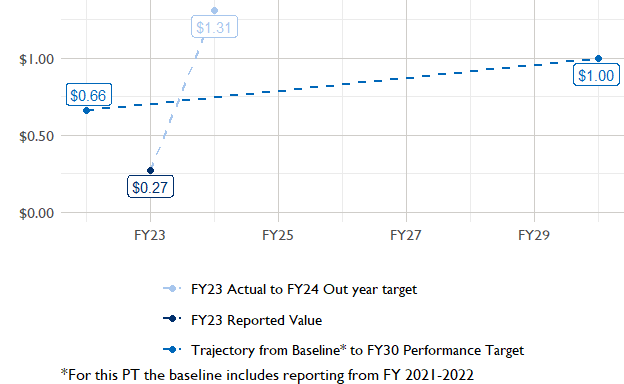 $1.31
$1.00
$0.66
$1.00
$0.50
$0.27
$0.00
FY23 FY25 FY27 FY29
FY23 Actual to FY24 Out year target
FY23 Reported Value
Trajectory from Baseline* to FY30 Performance Target
*For this PT the baseline includes reporting from FY 2021-2022